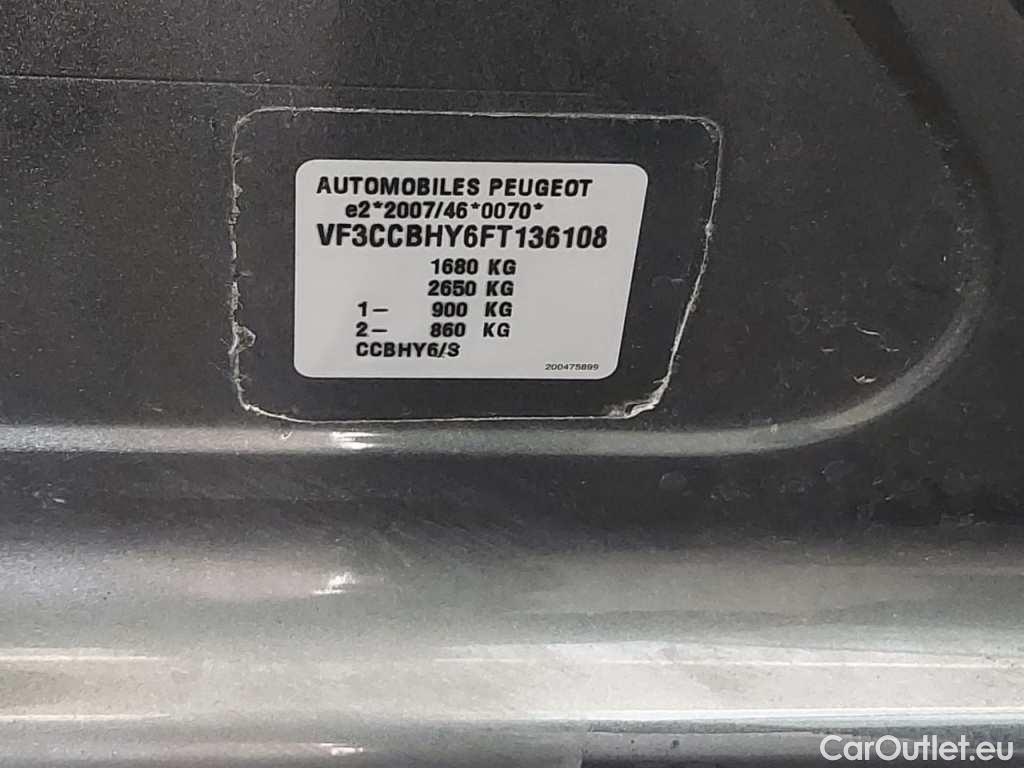 AUTOMOBILES PEUGEOT
e2*2007/46*0070*
VF3CCBHY6FT136108
1680 KG
2650 KG
1- 900 KG
2- 860 KG
CCBHY6/S
200475899
CarOutlet.eu